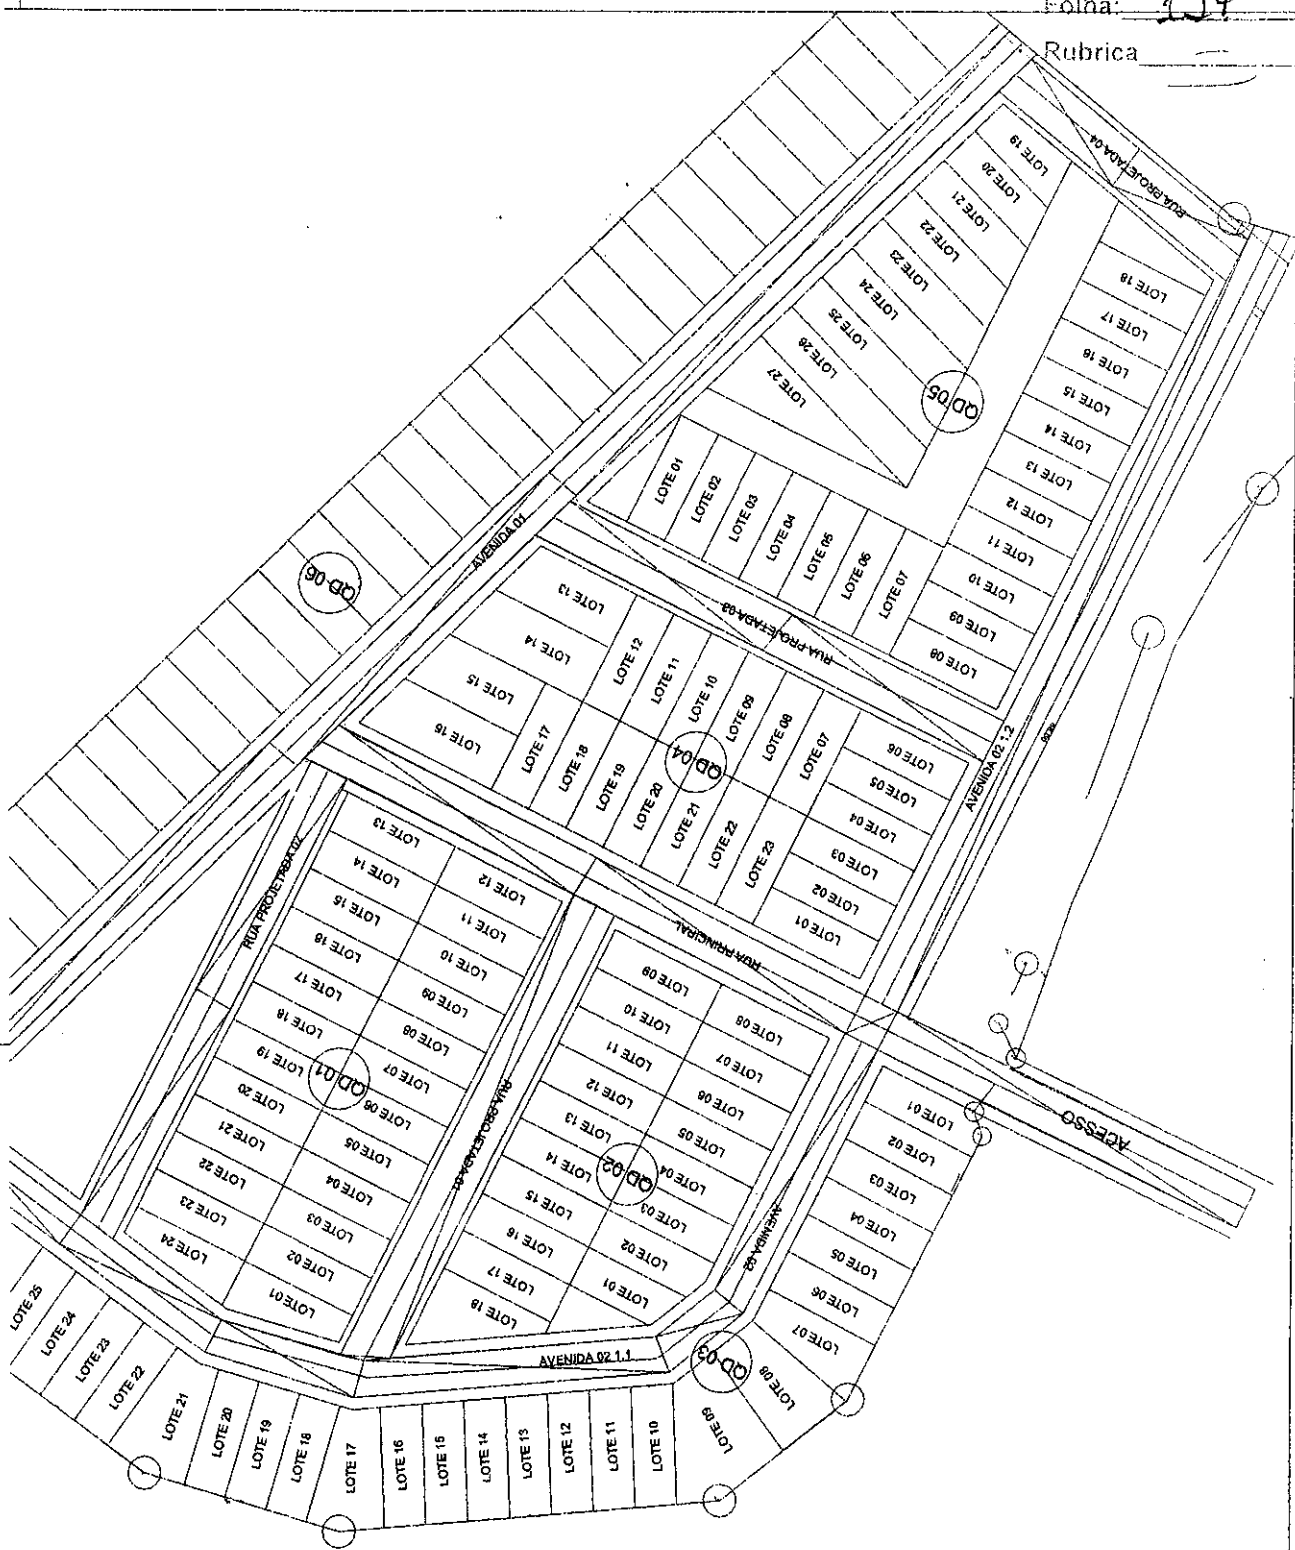 Folha:
Rubrica
RUA PROJETADA 04
LOTE 19
LOTE 20
LOTE 21
LOTE 22
LOTE 23
LOTE 24
LOTE 25
LOTE 26
LOTE 27
QD 05
LOTE 18
LOTE 17
LOTE 16
LOTE 15
LOTE 14
LOTE 13
LOTE 12
LOTE 11
LOTE 10
LOTE 09
LOTE 08
LOTE 01
LOTE 02
LOTE 03
LOTE 04
LOTE 05
LOTE 06
LOTE 07
AVENIDA 01
QD 06
RUA PROJETADA 03
LOTE 13
LOTE 14
LOTE 15
LOTE 16
LOTE 12
LOTE 11
LOTE 10
LOTE 09
LOTE 08
LOTE 07
QD 04
LOTE 17
LOTE 18
LOTE 19
LOTE 20
LOTE 21
LOTE 22
LOTE 23
LOTE 06
LOTE 05
LOTE 04
LOTE 03
LOTE 02
LOTE 01
AVENIDA 02 1.2
RUA PRINCIPAL
RUA PROJETADA 02
LOTE 13
LOTE 14
LOTE 15
LOTE 16
LOTE 17
LOTE 18
LOTE 19
LOTE 20
LOTE 21
LOTE 22
LOTE 23
LOTE 24
QD 01
LOTE 12
LOTE 11
LOTE 10
LOTE 09
LOTE 08
LOTE 07
LOTE 06
LOTE 05
LOTE 04
LOTE 03
LOTE 02
LOTE 01
RUA PROJETADA 01
LOTE 09
LOTE 10
LOTE 11
LOTE 12
LOTE 13
LOTE 14
LOTE 15
LOTE 16
LOTE 17
LOTE 18
QD 02
LOTE 08
LOTE 07
LOTE 06
LOTE 05
LOTE 04
LOTE 03
LOTE 02
LOTE 01
AVENIDA 02
ACESSO
LOTE 01
LOTE 02
LOTE 03
LOTE 04
LOTE 05
LOTE 06
LOTE 07
LOTE 08
QD 03
AVENIDA 02 1.1
LOTE 09
LOTE 10
LOTE 11
LOTE 12
LOTE 13
LOTE 14
LOTE 15
LOTE 16
LOTE 17
LOTE 18
LOTE 19
LOTE 20
LOTE 21
LOTE 22
LOTE 23
LOTE 24
LOTE 25